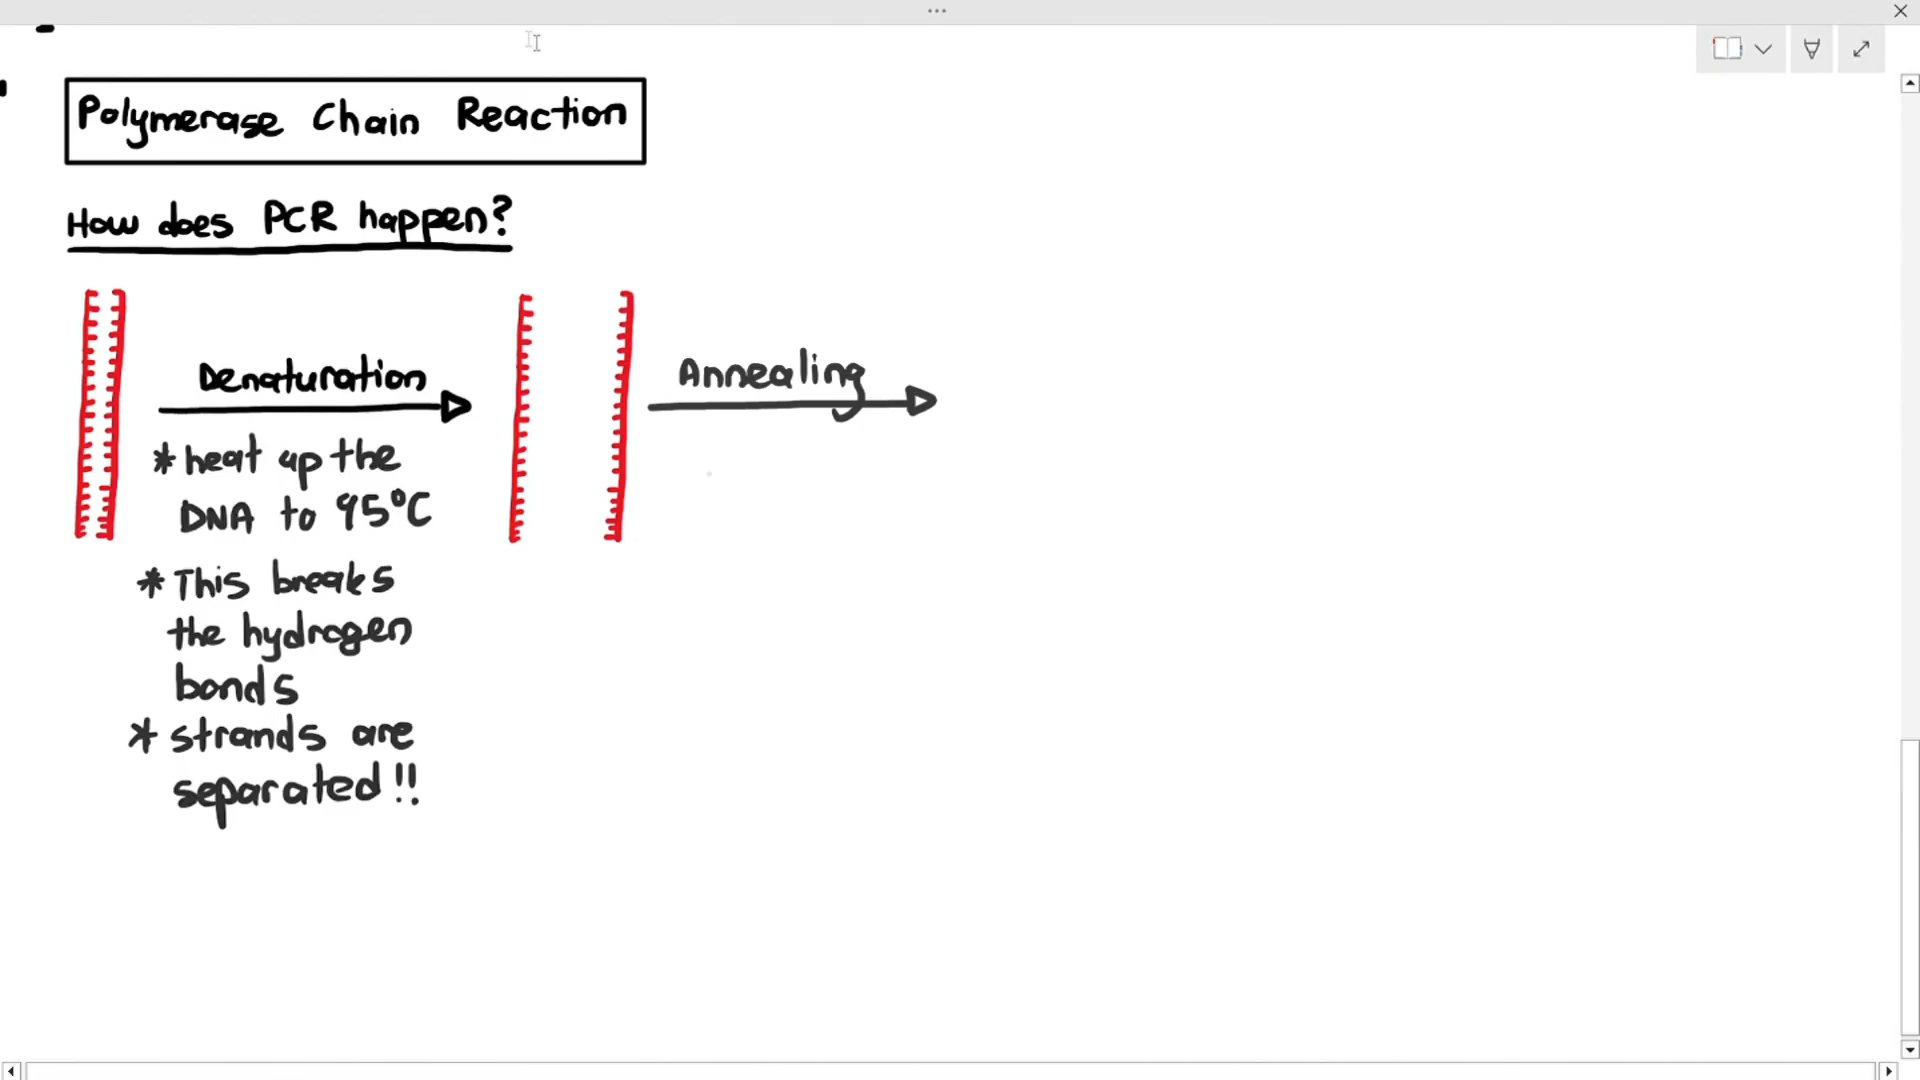 Polymerase Chain Reaction
How does PCR happen?
Denaturation
* heat up the
DNA to 95°C
* This breaks
the hydrogen
bonds
* strands are
separated!!
Annealing